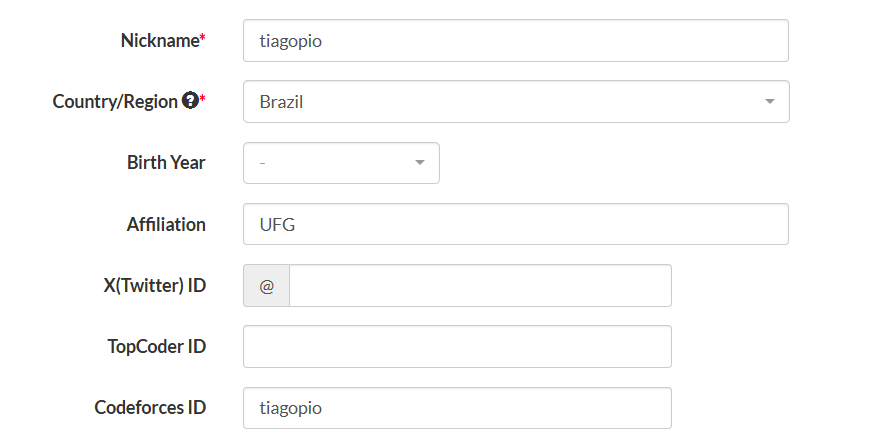 Nickname* tiagopio
Country/Region ?* Brazil
Birth Year -
Affiliation UFG
X(Twitter) ID @
TopCoder ID
Codeforces ID tiagopio